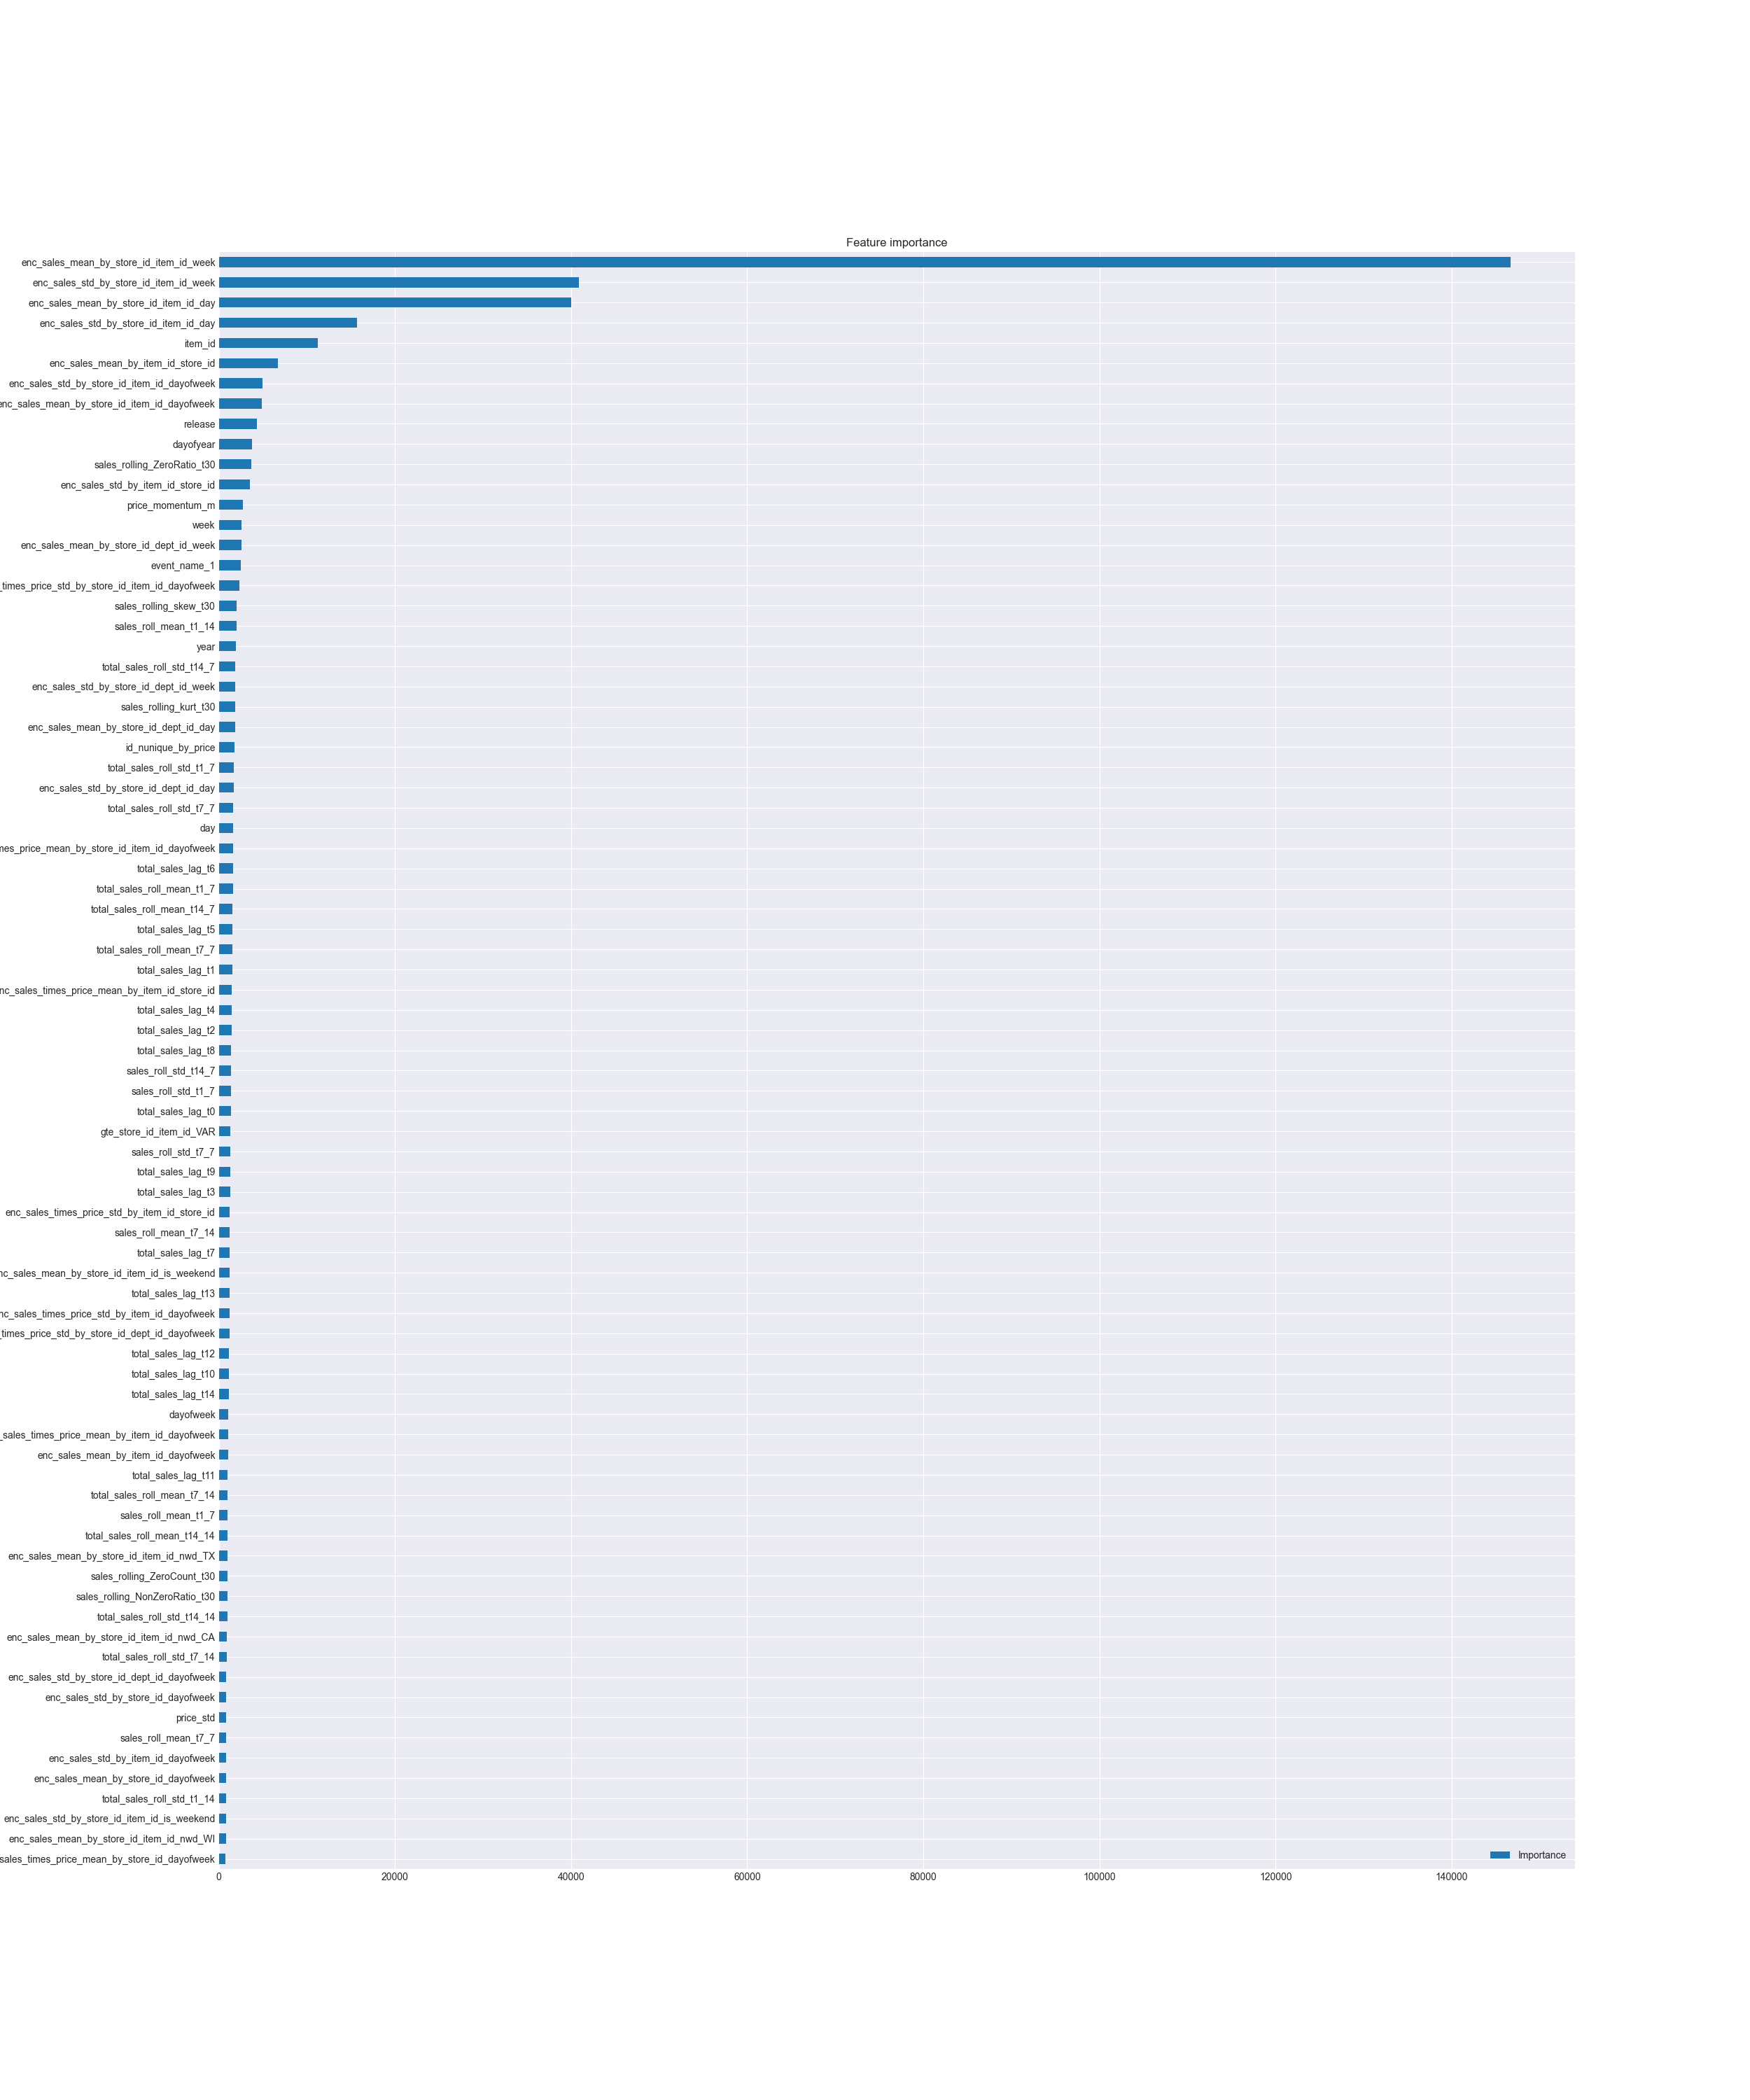 Feature importance
enc_sales_mean_by_store_id_item_id_week
enc_sales_std_by_store_id_item_id_week
enc_sales_mean_by_store_id_item_id_day
enc_sales_std_by_store_id_item_id_day
item_id
enc_sales_mean_by_item_id_store_id
enc_sales_std_by_store_id_item_id_dayofweek
enc_sales_mean_by_store_id_item_id_dayofweek
release
dayofyear
sales_rolling_ZeroRatio_t30
enc_sales_std_by_item_id_store_id
price_momentum_m
week
enc_sales_mean_by_store_id_dept_id_week
event_name_1
_times_price_std_by_store_id_item_id_dayofweek
sales_rolling_skew_t30
sales_roll_mean_t1_14
year
total_sales_roll_std_t14_7
enc_sales_std_by_store_id_dept_id_week
sales_rolling_kurt_t30
enc_sales_mean_by_store_id_dept_id_day
id_nunique_by_price
total_sales_roll_std_t1_7
enc_sales_std_by_store_id_dept_id_day
total_sales_roll_std_t7_7
day
mes_price_mean_by_store_id_item_id_dayofweek
total_sales_lag_t6
total_sales_roll_mean_t1_7
total_sales_roll_mean_t14_7
total_sales_lag_t5
total_sales_roll_mean_t7_7
total_sales_lag_t1
nc_sales_times_price_mean_by_item_id_store_id
total_sales_lag_t4
total_sales_lag_t2
total_sales_lag_t8
sales_roll_std_t14_7
sales_roll_std_t1_7
total_sales_lag_t0
gte_store_id_item_id_VAR
sales_roll_std_t7_7
total_sales_lag_t9
total_sales_lag_t3
enc_sales_times_price_std_by_item_id_store_id
sales_roll_mean_t7_14
total_sales_lag_t7
nc_sales_mean_by_store_id_item_id_is_weekend
total_sales_lag_t13
nc_sales_times_price_std_by_item_id_dayofweek
_times_price_std_by_store_id_dept_id_dayofweek
total_sales_lag_t12
total_sales_lag_t10
total_sales_lag_t14
dayofweek
_sales_times_price_mean_by_item_id_dayofweek
enc_sales_mean_by_item_id_dayofweek
total_sales_lag_t11
total_sales_roll_mean_t7_14
sales_roll_mean_t1_7
total_sales_roll_mean_t14_14
enc_sales_mean_by_store_id_item_id_nwd_TX
sales_rolling_ZeroCount_t30
sales_rolling_NonZeroRatio_t30
total_sales_roll_std_t14_14
enc_sales_mean_by_store_id_item_id_nwd_CA
total_sales_roll_std_t7_14
enc_sales_std_by_store_id_dept_id_dayofweek
enc_sales_std_by_store_id_dayofweek
price_std
sales_roll_mean_t7_7
enc_sales_std_by_item_id_dayofweek
enc_sales_mean_by_store_id_dayofweek
total_sales_roll_std_t1_14
enc_sales_std_by_store_id_item_id_is_weekend
enc_sales_mean_by_store_id_item_id_nwd_WI
sales_times_price_mean_by_store_id_dayofweek
Importance
0 20000 40000 60000 80000 100000 120000 140000